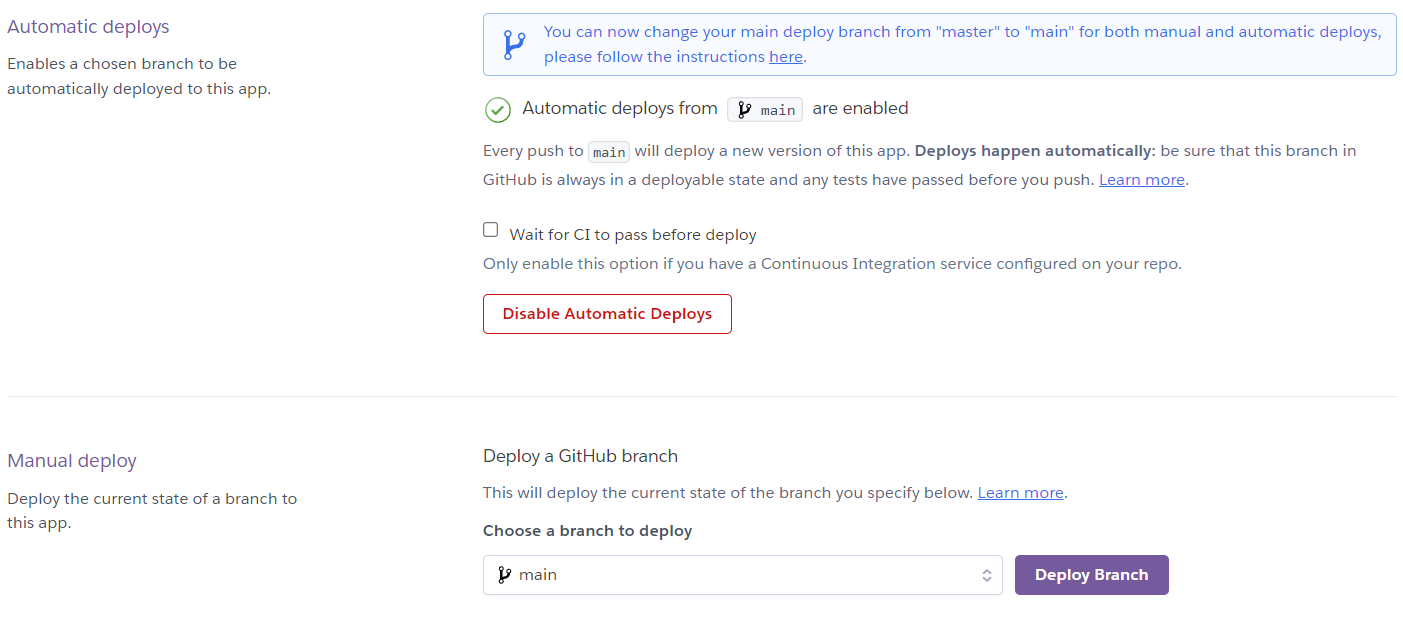 Automatic deploys
Enables a chosen branch to be
automatically deployed to this app.
You can now change your main deploy branch from "master" to "main" for both manual and automatic deploys,
please follow the instructions here.
Automatic deploys from main are enabled
Every push to main will deploy a new version of this app. Deploys happen automatically: be sure that this branch in
GitHub is always in a deployable state and any tests have passed before you push. Learn more.
Wait for CI to pass before deploy
Only enable this option if you have a Continuous Integration service configured on your repo.
Disable Automatic Deploys
Manual deploy
Deploy the current state of a branch to
this app.
Deploy a GitHub branch
This will deploy the current state of the branch you specify below. Learn more.
Choose a branch to deploy
main
Deploy Branch